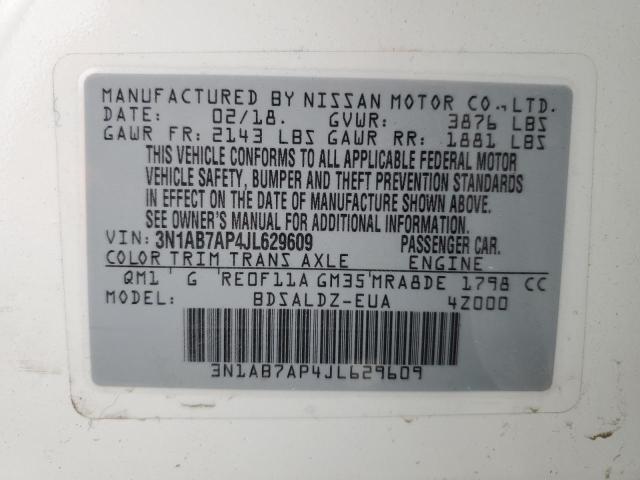 MANUFACTURED BY NISSAN MOTOR CO.,LTD.
DATE: 02/18. GVWR: 3876 LBS
GAWR FR: 2143 LBS GAWR RR: 1881 LBS
THIS VEHICLE CONFORMS TO ALL APPLICABLE FEDERAL MOTOR
VEHICLE SAFETY, BUMPER AND THEFT PREVENTION STANDARDS
IN EFFECT ON THE DATE OF MANUFACTURE SHOWN ABOVE.
SEE OWNER'S MANUAL FOR ADDITIONAL INFORMATION.
VIN: 3N1AB7AP4JL629609 PASSENGER CAR.
COLOR TRIM TRANS AXLE ENGINE
QM1 G RE0F11A GM35 MRA8DE 1798 CC
MODEL: BDSALDZ-EUA 4Z000
3N1AB7AP4JL629609